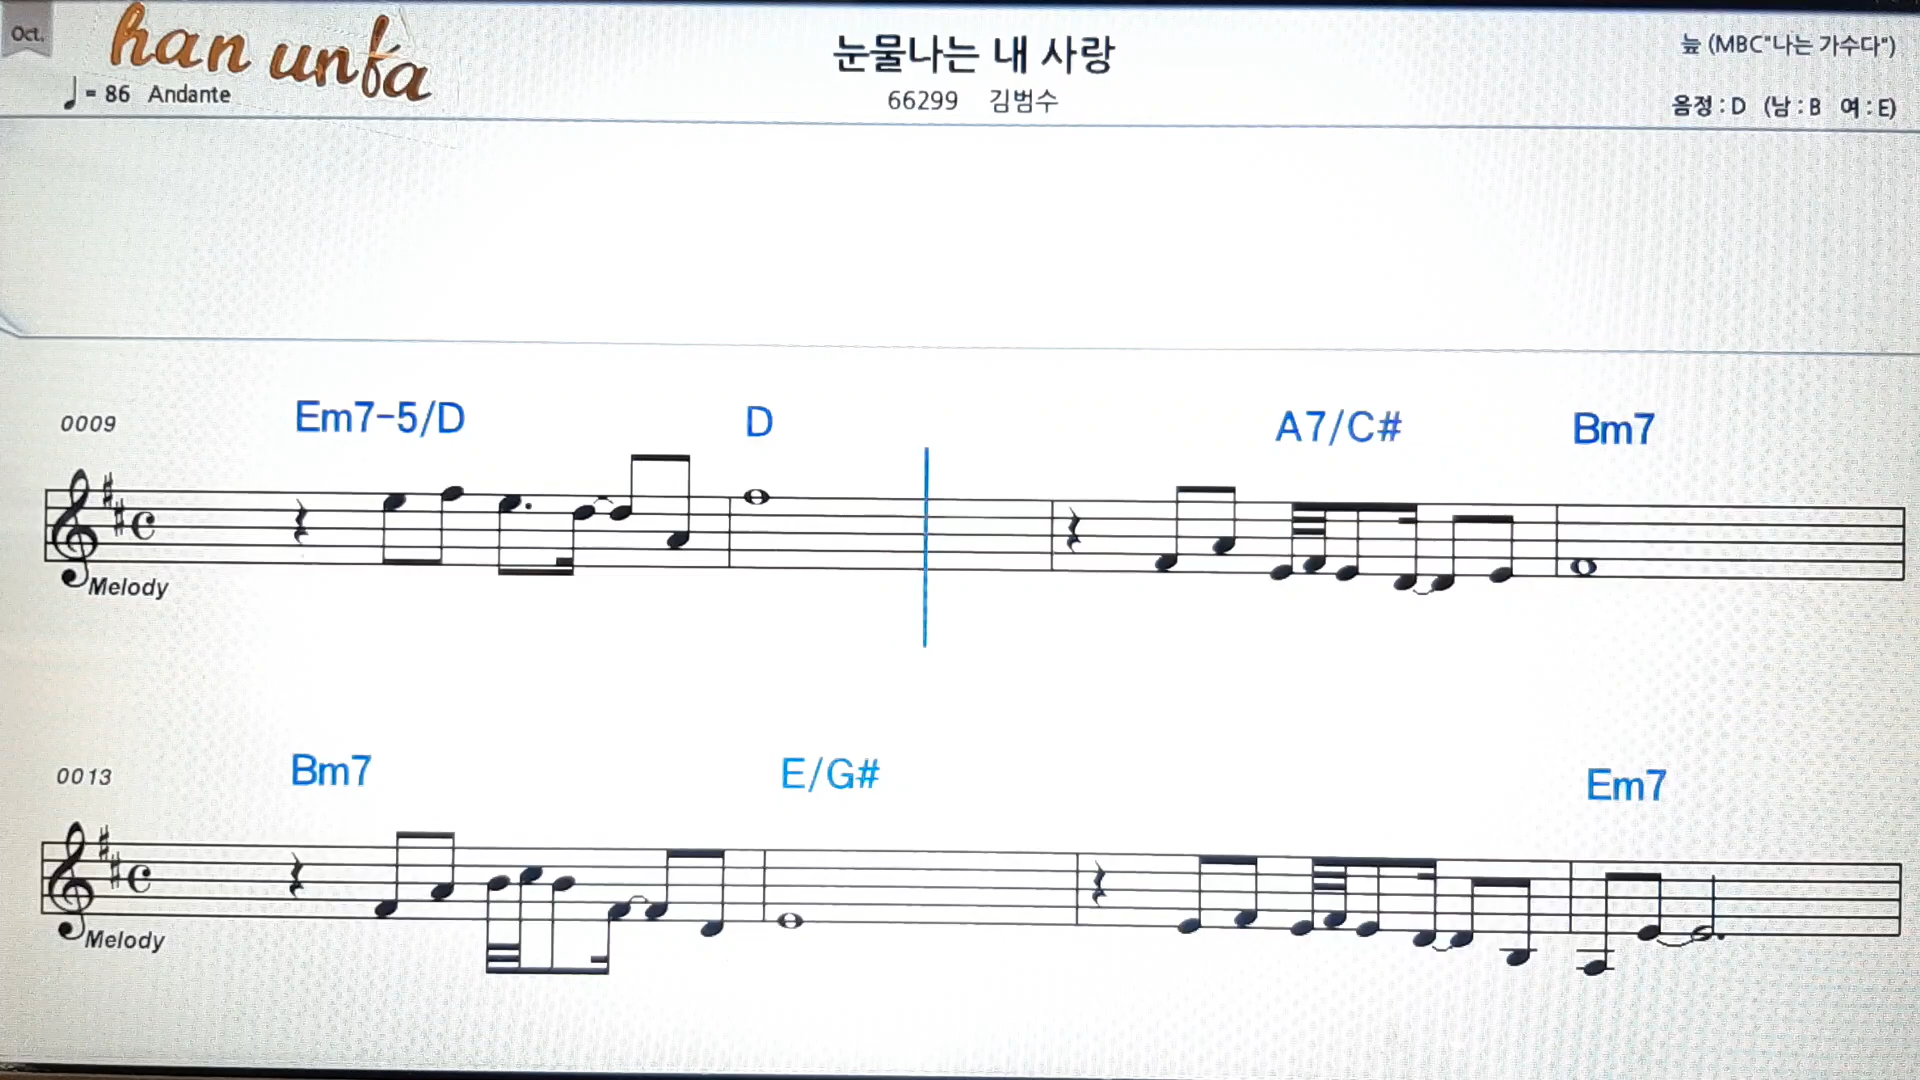 Oct.
han unfa
♩ = 86 Andante
눈물나는 내 사랑
66299 김범수
늪 (MBC"나는 가수다")
음정 : D (남 : B 여 : E)
0009 Em7-5/D D A7/C# Bm7
Melody
0013 Bm7 E/G# Em7
Melody